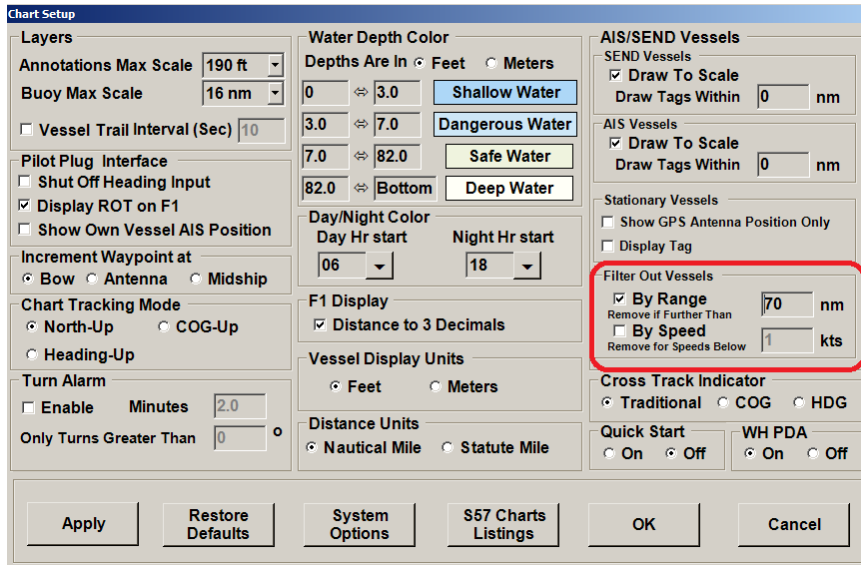 Chart Setup
Layers
Annotations Max Scale 190 ft
Buoy Max Scale 16 nm
Vessel Trail Interval (Sec) 10
Pilot Plug Interface
Shut Off Heading Input
Display ROT on F1
Show Own Vessel AIS Position
Increment Waypoint at
Bow Antenna Midship
Chart Tracking Mode
North-Up COG-Up
Heading-Up
Turn Alarm
Enable Minutes 2.0
Only Turns Greater Than 0 o
Water Depth Color
Depths Are In Feet Meters
0 ⇔ 3.0 Shallow Water
3.0 ⇔ 7.0 Dangerous Water
7.0 ⇔ 82.0 Safe Water
82.0 ⇔ Bottom Deep Water
Day/Night Color
Day Hr start Night Hr start
06 18
F1 Display
Distance to 3 Decimals
Vessel Display Units
Feet Meters
Distance Units
Nautical Mile Statute Mile
AIS/SEND Vessels
SEND Vessels
Draw To Scale
Draw Tags Within 0 nm
AIS Vessels
Draw To Scale
Draw Tags Within 0 nm
Stationary Vessels
Show GPS Antenna Position Only
Display Tag
Filter Out Vessels
By Range 70 nm
Remove if Further Than
By Speed 1 kts
Remove for Speeds Below
Cross Track Indicator
Traditional COG HDG
Quick Start WH PDA
On Off On Off
Apply
Restore
Defaults
System
Options
S57 Charts
Listings
OK
Cancel